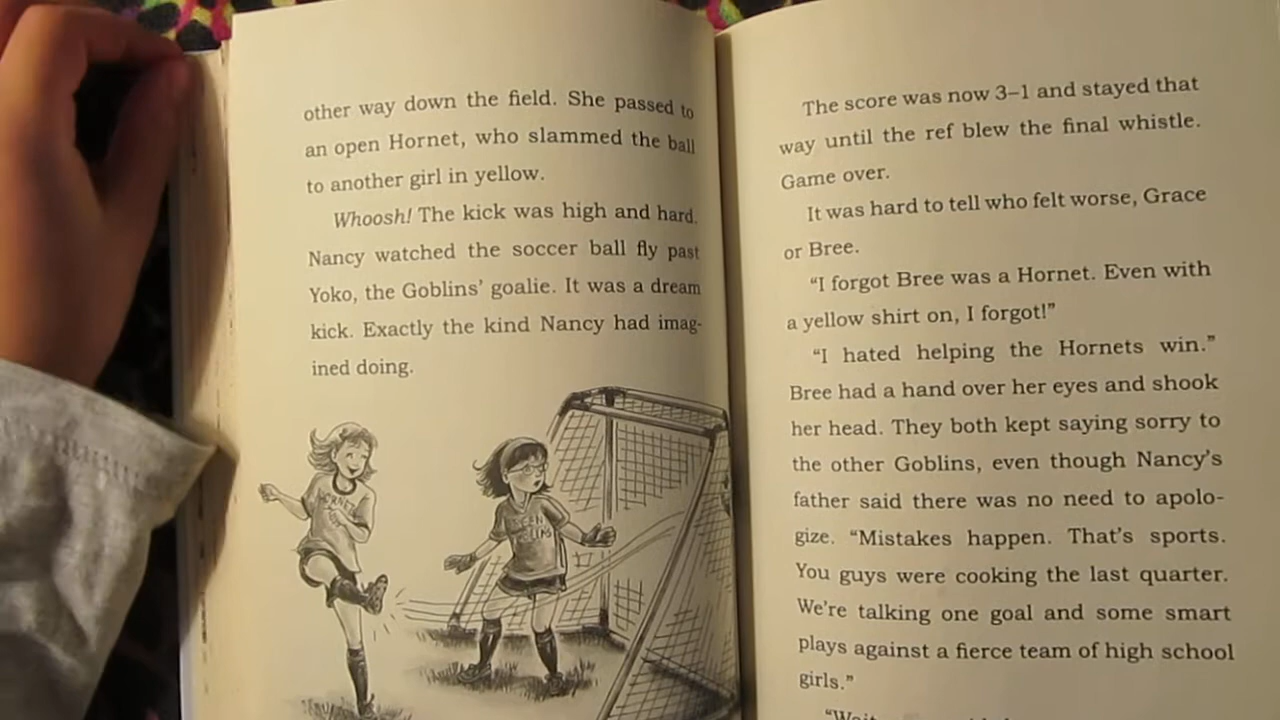 other way down the field. She passed to
an open Hornet, who slammed the ball
to another girl in yellow.
Whoosh! The kick was high and hard.
Nancy watched the soccer ball fly past
Yoko, the Goblins' goalie. It was a dream
kick. Exactly the kind Nancy had imag-
ined doing.
HORNET
The score was now 3–1 and stayed that
way until the ref blew the final whistle.
Game over.
It was hard to tell who felt worse, Grace
or Bree.
“I forgot Bree was a Hornet. Even with
a yellow shirt on, I forgot!”
“I hated helping the Hornets win.”
Bree had a hand over her eyes and shook
her head. They both kept saying sorry to
the other Goblins, even though Nancy's
father said there was no need to apolo-
gize. “Mistakes happen. That's sports.
You guys were cooking the last quarter.
We're talking one goal and some smart
plays against a fierce team of high school
girls.”